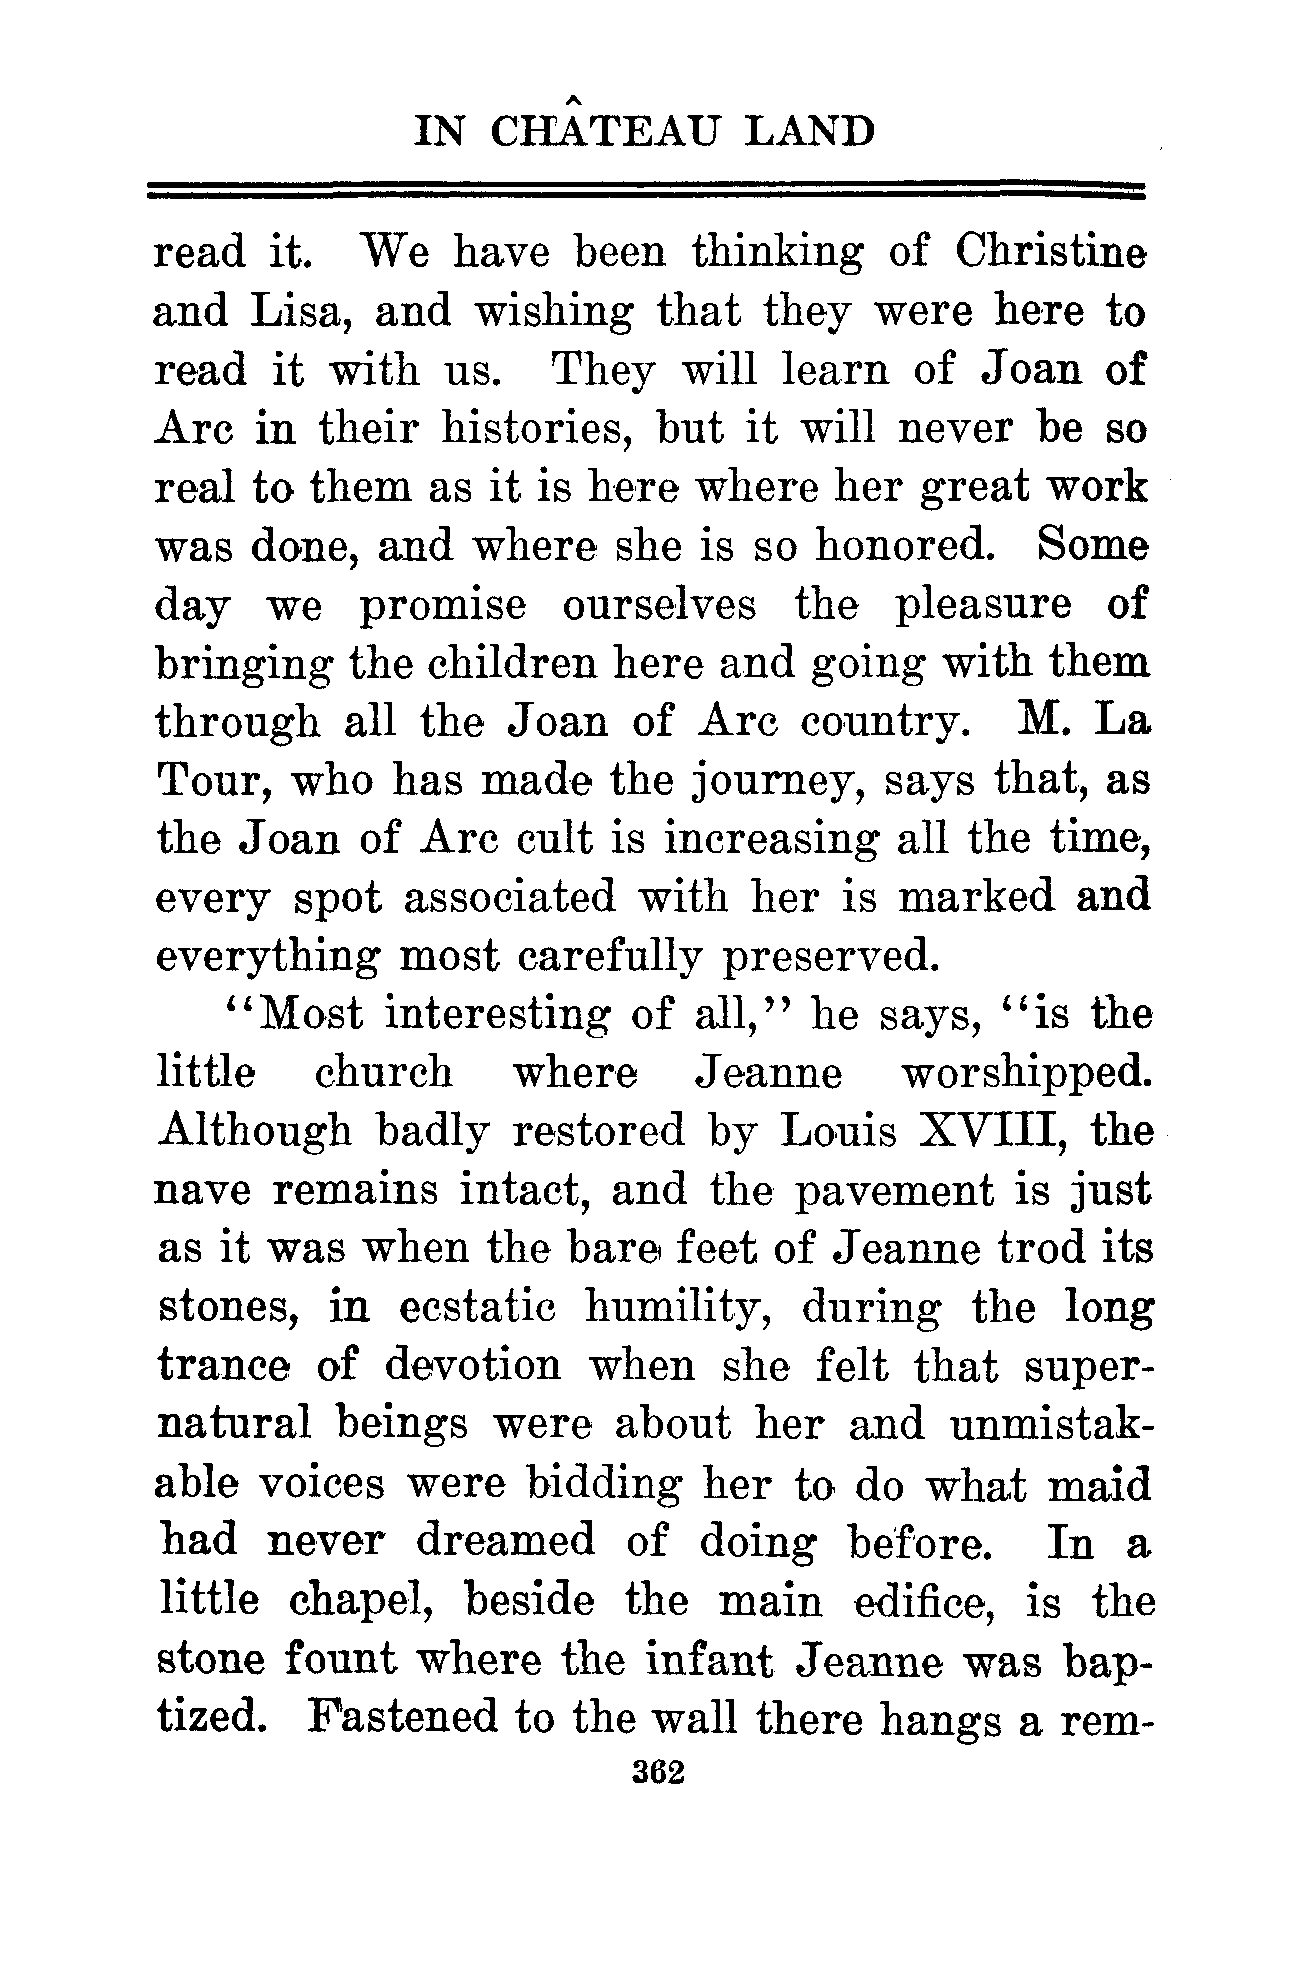 IN CHÂTEAU LAND
read it. We have been thinking of Christine
and Lisa, and wishing that they were here to
read it with us. They will learn of Joan of
Arc in their histories, but it will never be so
real to them as it is here where her great work
was done, and where she is so honored. Some
day we promise ourselves the pleasure of
bringing the children here and going with them
through all the Joan of Arc country. M. La
Tour, who has made the journey, says that, as
the Joan of Arc cult is increasing all the time,
every spot associated with her is marked and
everything most carefully preserved.
“Most interesting of all,” he says, “is the
little church where Jeanne worshipped.
Although badly restored by Louis XVIII, the
nave remains intact, and the pavement is just
as it was when the bare feet of Jeanne trod its
stones, in ecstatic humility, during the long
trance of devotion when she felt that super-
natural beings were about her and unmistak-
able voices were bidding her to do what maid
had never dreamed of doing before. In a
little chapel, beside the main edifice, is the
stone fount where the infant Jeanne was bap-
tized. Fastened to the wall there hangs a rem-
362